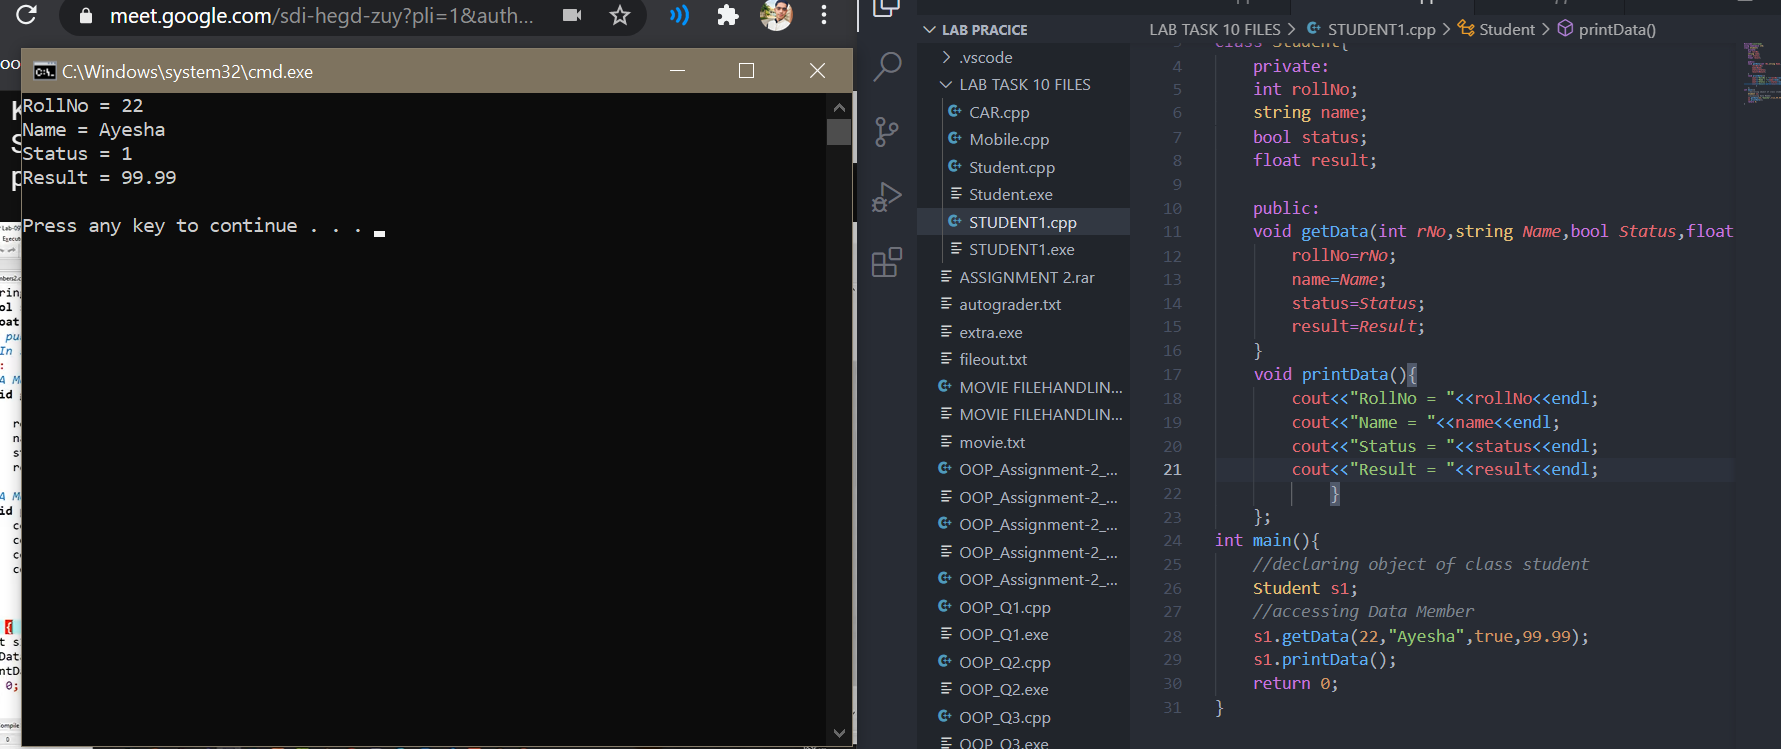 meet.google.com/sdi-hegd-zuy?pli=1&auth...
C:\Windows\system32\cmd.exe
RollNo = 22
Name = Ayesha
Status = 1
Result = 99.99
Press any key to continue . . .
LAB PRACICE
.vscode
LAB TASK 10 FILES
CAR.cpp
Mobile.cpp
Student.cpp
Student.exe
STUDENT1.cpp
STUDENT1.exe
ASSIGNMENT 2.rar
autograder.txt
extra.exe
fileout.txt
MOVIE FILEHANDLIN...
MOVIE FILEHANDLIN...
movie.txt
OOP_Assignment-2_...
OOP_Assignment-2_...
OOP_Assignment-2_...
OOP_Assignment-2_...
OOP_Assignment-2_...
OOP_Q1.cpp
OOP_Q1.exe
OOP_Q2.cpp
OOP_Q2.exe
OOP_Q3.cpp
OOP_Q3.exe
LAB TASK 10 FILES > STUDENT1.cpp > Student > printData()
class Student{
4 private:
5 int rollNo;
6 string name;
7 bool status;
8 float result;
9
10 public:
11 void getData(int rNo,string Name,bool Status,float
12 rollNo=rNo;
13 name=Name;
14 status=Status;
15 result=Result;
16 }
17 void printData(){
18 cout<<"RollNo = "<<rollNo<<endl;
19 cout<<"Name = "<<name<<endl;
20 cout<<"Status = "<<status<<endl;
21 cout<<"Result = "<<result<<endl;
22 }
23 };
24 int main(){
25 //declaring object of class student
26 Student s1;
27 //accessing Data Member
28 s1.getData(22,"Ayesha",true,99.99);
29 s1.printData();
30 return 0;
31 }